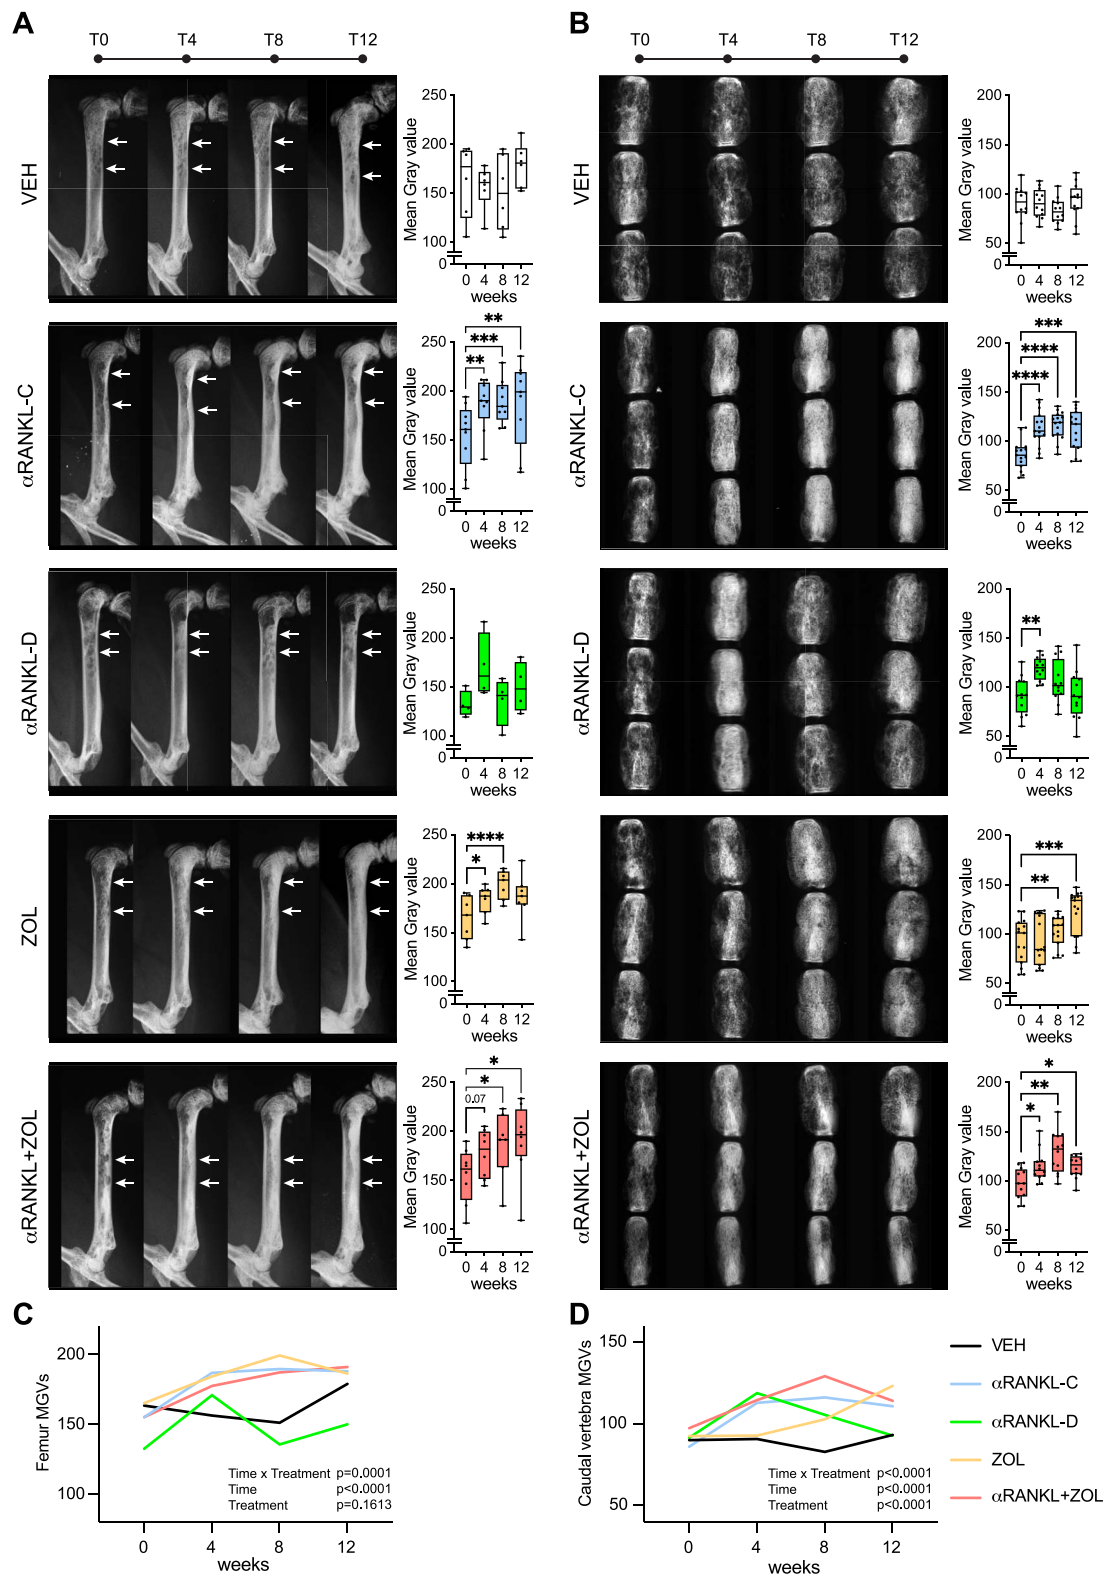 A
T0 T4 T8 T12
B
T0 T4 T8 T12
VEH
Mean Gray value
250
200
150
100
0
0 4 8 12
weeks
Mean Gray value
200
150
100
50
0
0 4 8 12
weeks
αRANKL-C
Mean Gray value
250
200
150
100
0
**
***
**
0 4 8 12
weeks
αRANKL-C
Mean Gray value
200
150
100
50
0
***
****
****
0 4 8 12
weeks
VEH
αRANKL-D
Mean Gray value
250
200
150
100
0
0 4 8 12
weeks
αRANKL-D
Mean Gray value
200
150
100
50
0
**
0 4 8 12
weeks
ZOL
Mean Gray value
250
200
150
100
0
****
*
0 4 8 12
weeks
ZOL
Mean Gray value
200
150
100
50
0
***
**
0 4 8 12
weeks
αRANKL+ZOL
Mean Gray value
250
200
150
100
0
*
*
0.07
0 4 8 12
weeks
αRANKL+ZOL
Mean Gray value
200
150
100
50
0
*
**
*
0 4 8 12
weeks
C
Femur MGVs
200
150
100
Time x Treatment p=0.0001
Time p<0.0001
Treatment p=0.1613
0 4 8 12
weeks
D
Caudal vertebra MGVs
150
100
50
Time x Treatment p<0.0001
Time p<0.0001
Treatment p<0.0001
0 4 8 12
weeks
VEH
αRANKL-C
αRANKL-D
ZOL
αRANKL+ZOL